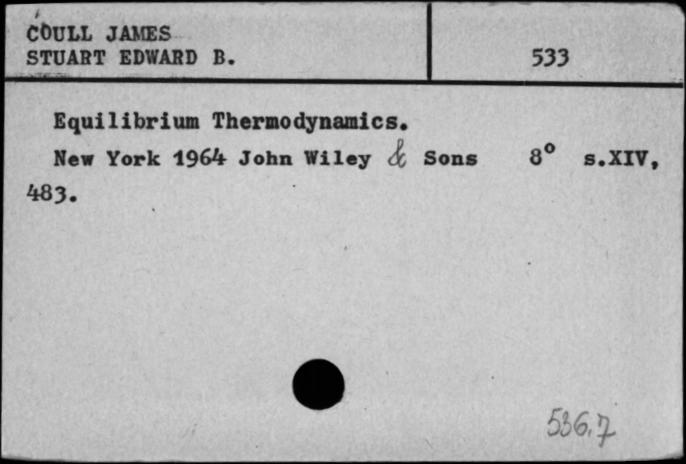 COULL JAMES
STUART EDWARD B.
533
Equilibrium Thermodynamics.
New York 1964 John Wiley & Sons 8° s.XIV,
483.
536.7